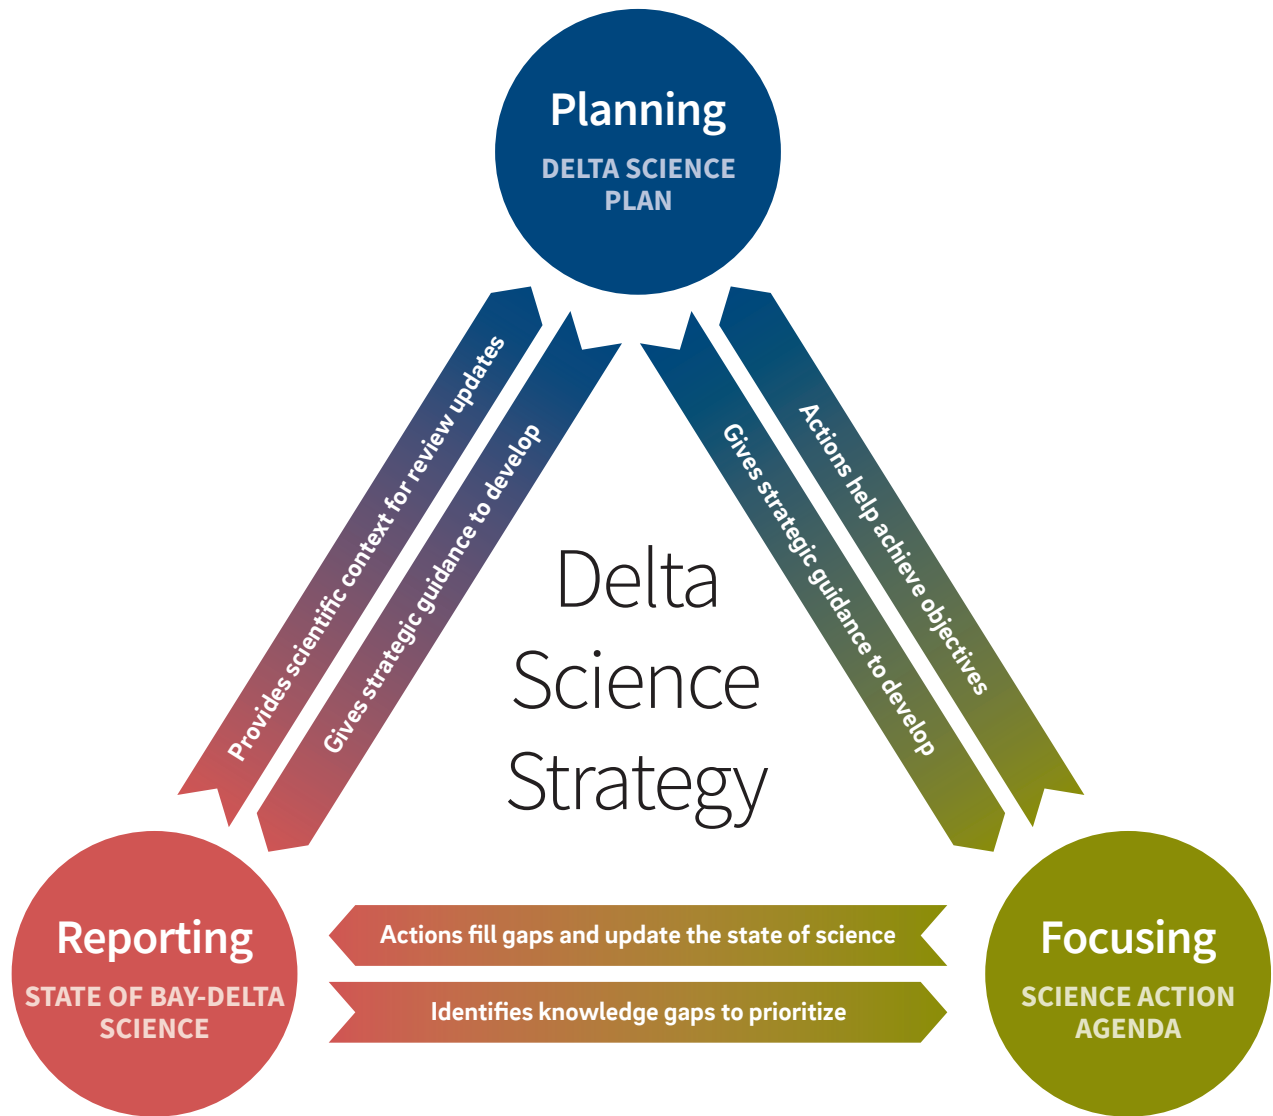 Planning
DELTA SCIENCE
PLAN
Provides scientific context for review updates
Gives strategic guidance to develop
Gives strategic guidance to develop
Actions help achieve objectives
Delta
Science
Strategy
Reporting
STATE OF BAY-DELTA
SCIENCE
Actions fill gaps and update the state of science
Identifies knowledge gaps to prioritize
Focusing
SCIENCE ACTION
AGENDA